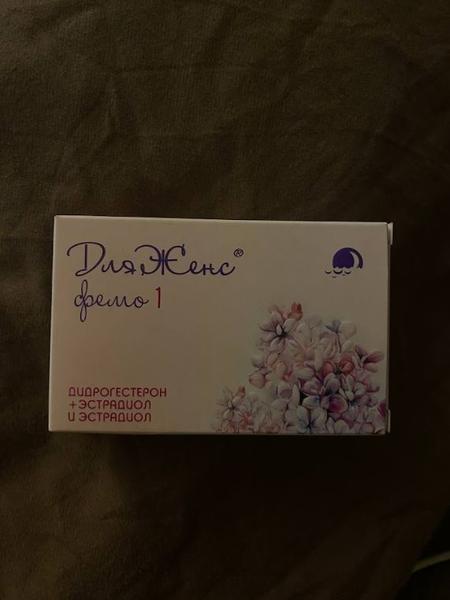 ДляЖенс®
фемо 1
ДИДРОГЕСТЕРОН
+ЭСТРАДИОЛ
И ЭСТРАДИОЛ